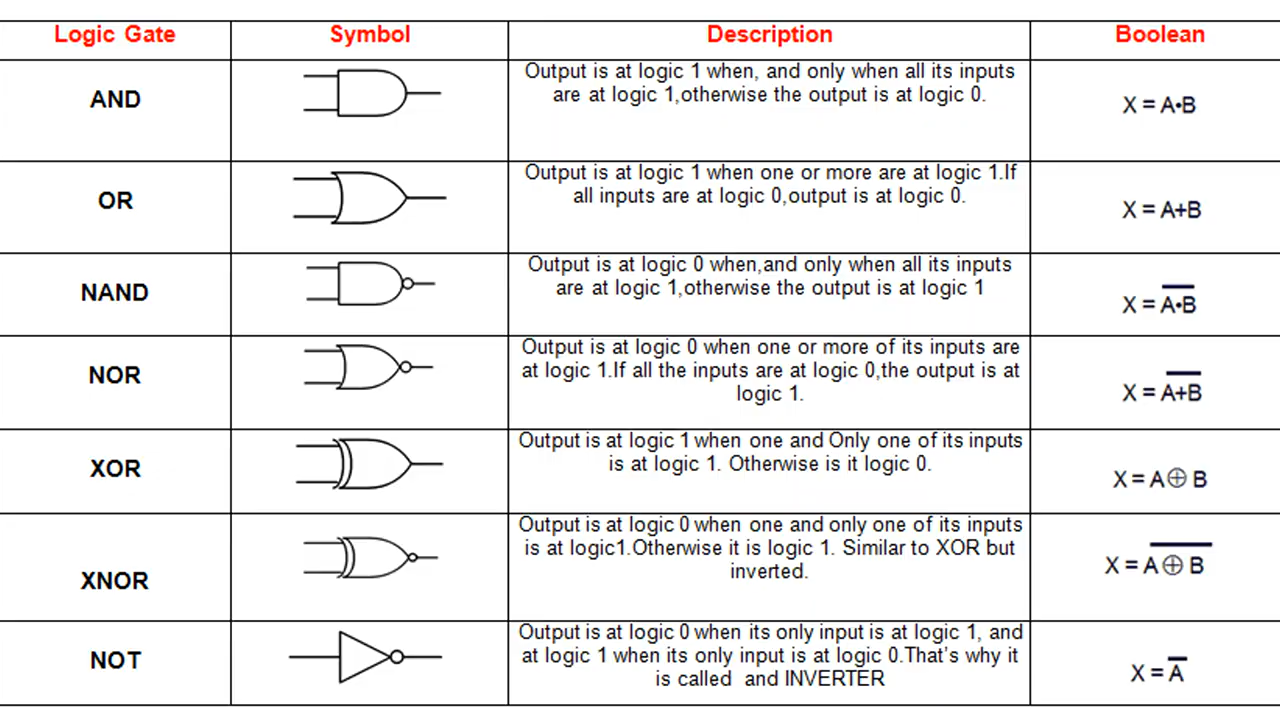 Logic Gate Symbol Description Boolean
AND
Output is at logic 1 when, and only when all its inputs
are at logic 1,otherwise the output is at logic 0.
X = A•B
OR
Output is at logic 1 when one or more are at logic 1.If
all inputs are at logic 0,output is at logic 0.
X = A+B
NAND
Output is at logic 0 when,and only when all its inputs
are at logic 1,otherwise the output is at logic 1
X = A̅•̅B̅
NOR
Output is at logic 0 when one or more of its inputs are
at logic 1.If all the inputs are at logic 0,the output is at
logic 1.
X = A̅+̅B̅
XOR
Output is at logic 1 when one and Only one of its inputs
is at logic 1. Otherwise is it logic 0.
X = A⊕ B
XNOR
Output is at logic 0 when one and only one of its inputs
is at logic1.Otherwise it is logic 1. Similar to XOR but
inverted.
X = A̅ ̅⊕̅ ̅B̅
NOT
Output is at logic 0 when its only input is at logic 1, and
at logic 1 when its only input is at logic 0.That's why it
is called and INVERTER
X = A̅